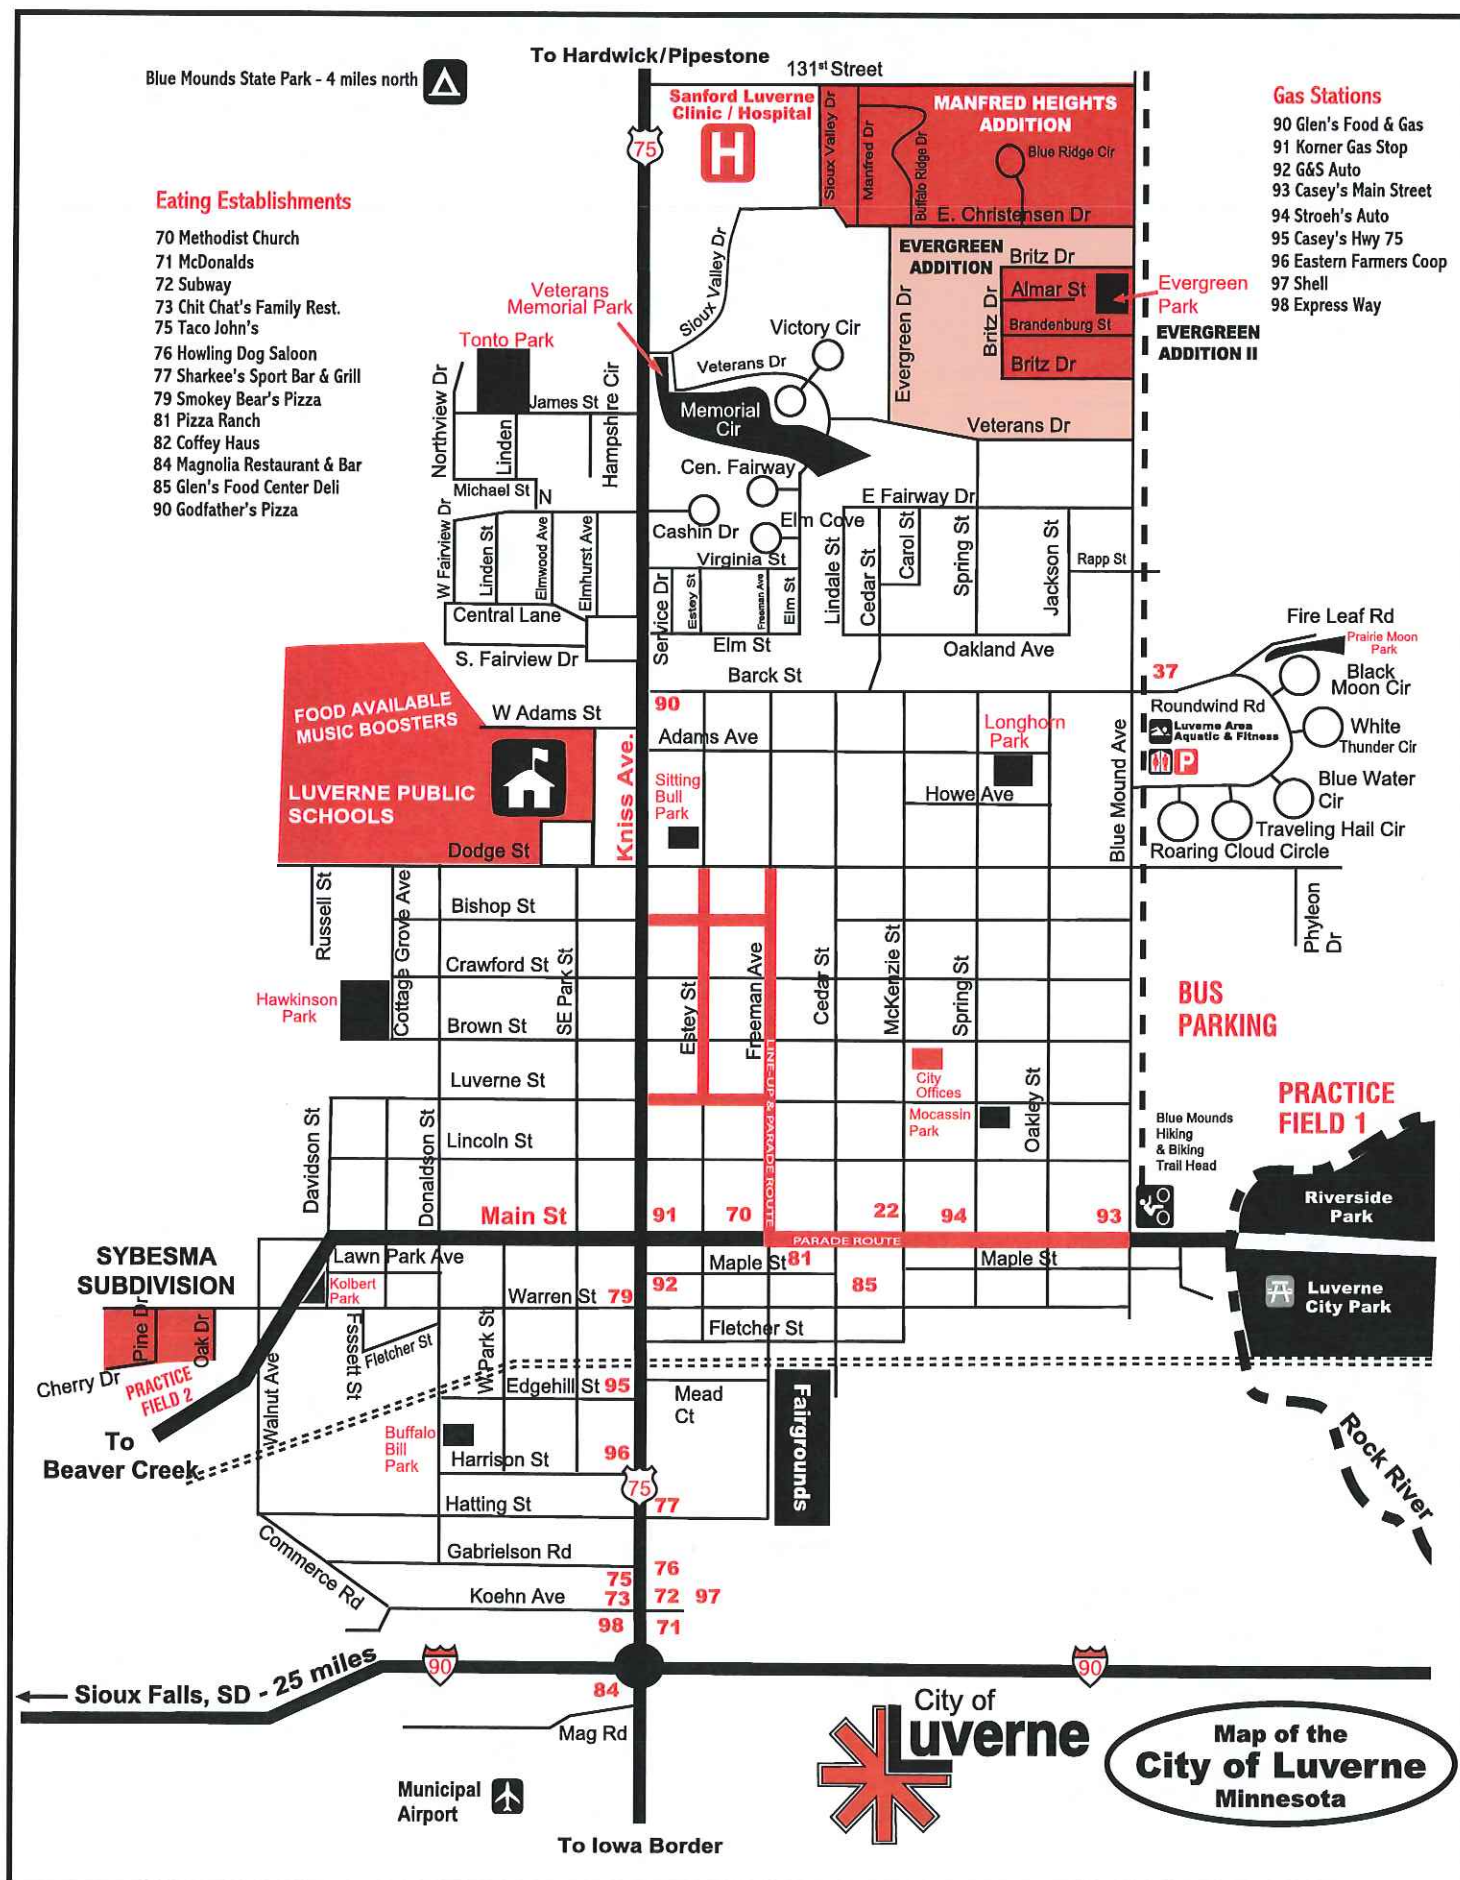 To Hardwick/Pipestone
131st Street
Blue Mounds State Park - 4 miles north
Sanford Luverne
Clinic / Hospital
H
75
Sioux Valley Dr
Manfred Dr
Buffalo Ridge Dr
MANFRED HEIGHTS
ADDITION
Blue Ridge Cir
E. Christensen Dr
Gas Stations
90 Glen's Food & Gas
91 Korner Gas Stop
92 G&S Auto
93 Casey's Main Street
94 Stroeh's Auto
95 Casey's Hwy 75
96 Eastern Farmers Coop
97 Shell
98 Express Way
Eating Establishments
70 Methodist Church
71 McDonalds
72 Subway
73 Chit Chat's Family Rest.
75 Taco John's
76 Howling Dog Saloon
77 Sharkee's Sport Bar & Grill
79 Smokey Bear's Pizza
81 Pizza Ranch
82 Coffey Haus
84 Magnolia Restaurant & Bar
85 Glen's Food Center Deli
90 Godfather's Pizza
EVERGREEN
ADDITION
Britz Dr
Almar St
Brandenburg St
Britz Dr
Britz Dr
Evergreen Dr
Evergreen
Park
EVERGREEN
ADDITION II
Veterans Dr
Sioux Valley Dr
Veterans
Memorial Park
Victory Cir
Veterans Dr
Memorial
Cir
Tonto Park
Northview Dr
James St
Linden
Hampshire Cir
Michael St
N
Cen. Fairway
E Fairway Dr
Cashin Dr
Elm Cove
Virginia St
W Fairview Dr
Linden St
Elmwood Ave
Elmhurst Ave
Central Lane
S. Fairview Dr
Service Dr
Estey St
Freeman Ave
Elm St
Elm St
Lindale St
Cedar St
Carol St
Spring St
Jackson St
Rapp St
Oakland Ave
Barck St
Fire Leaf Rd
Prairie Moon
Park
Black
Moon Cir
37
Roundwind Rd
Luverne Area
Aquatic & Fitness
P
White
Thunder Cir
Blue Water
Cir
Traveling Hail Cir
Roaring Cloud Circle
Blue Mound Ave
FOOD AVAILABLE
MUSIC BOOSTERS
W Adams St
LUVERNE PUBLIC
SCHOOLS
Dodge St
Kniss Ave.
90
Adams Ave
Sitting
Bull
Park
Longhorn
Park
Howe Ave
Russell St
Cottage Grove Ave
Bishop St
Crawford St
SE Park St
Hawkinson
Park
Brown St
Luverne St
Lincoln St
Davidson St
Donaldson St
Estey St
Freeman Ave
Cedar St
McKenzie St
Spring St
LINE-UP & PARADE ROUTE
City
Offices
Mocassin
Park
Oakley St
Phyleon
Dr
BUS
PARKING
PRACTICE
FIELD 1
Blue Mounds
Hiking
& Biking
Trail Head
Riverside
Park
Main St
91
70
22
94
93
PARADE ROUTE
SYBESMA
SUBDIVISION
Lawn Park Ave
Kolbert
Park
Maple St
81
Maple St
Warren St
79
92
85
Luverne
City Park
Pine Dr
Oak Dr
Cherry Dr
PRACTICE
FIELD 2
Walnut Ave
Fsssett St
Fletcher St
W.Park St
Fletcher St
Edgehill St
95
Mead
Ct
Fairgrounds
To
Beaver Creek
Buffalo
Bill
Park
Harrison St
96
75
Hatting St
77
Rock River
Commerce Rd
Gabrielson Rd
76
75
Koehn Ave
73
72
97
98
71
90
90
Sioux Falls, SD - 25 miles
84
Mag Rd
Municipal
Airport
To Iowa Border
City of
Luverne
Map of the
City of Luverne
Minnesota